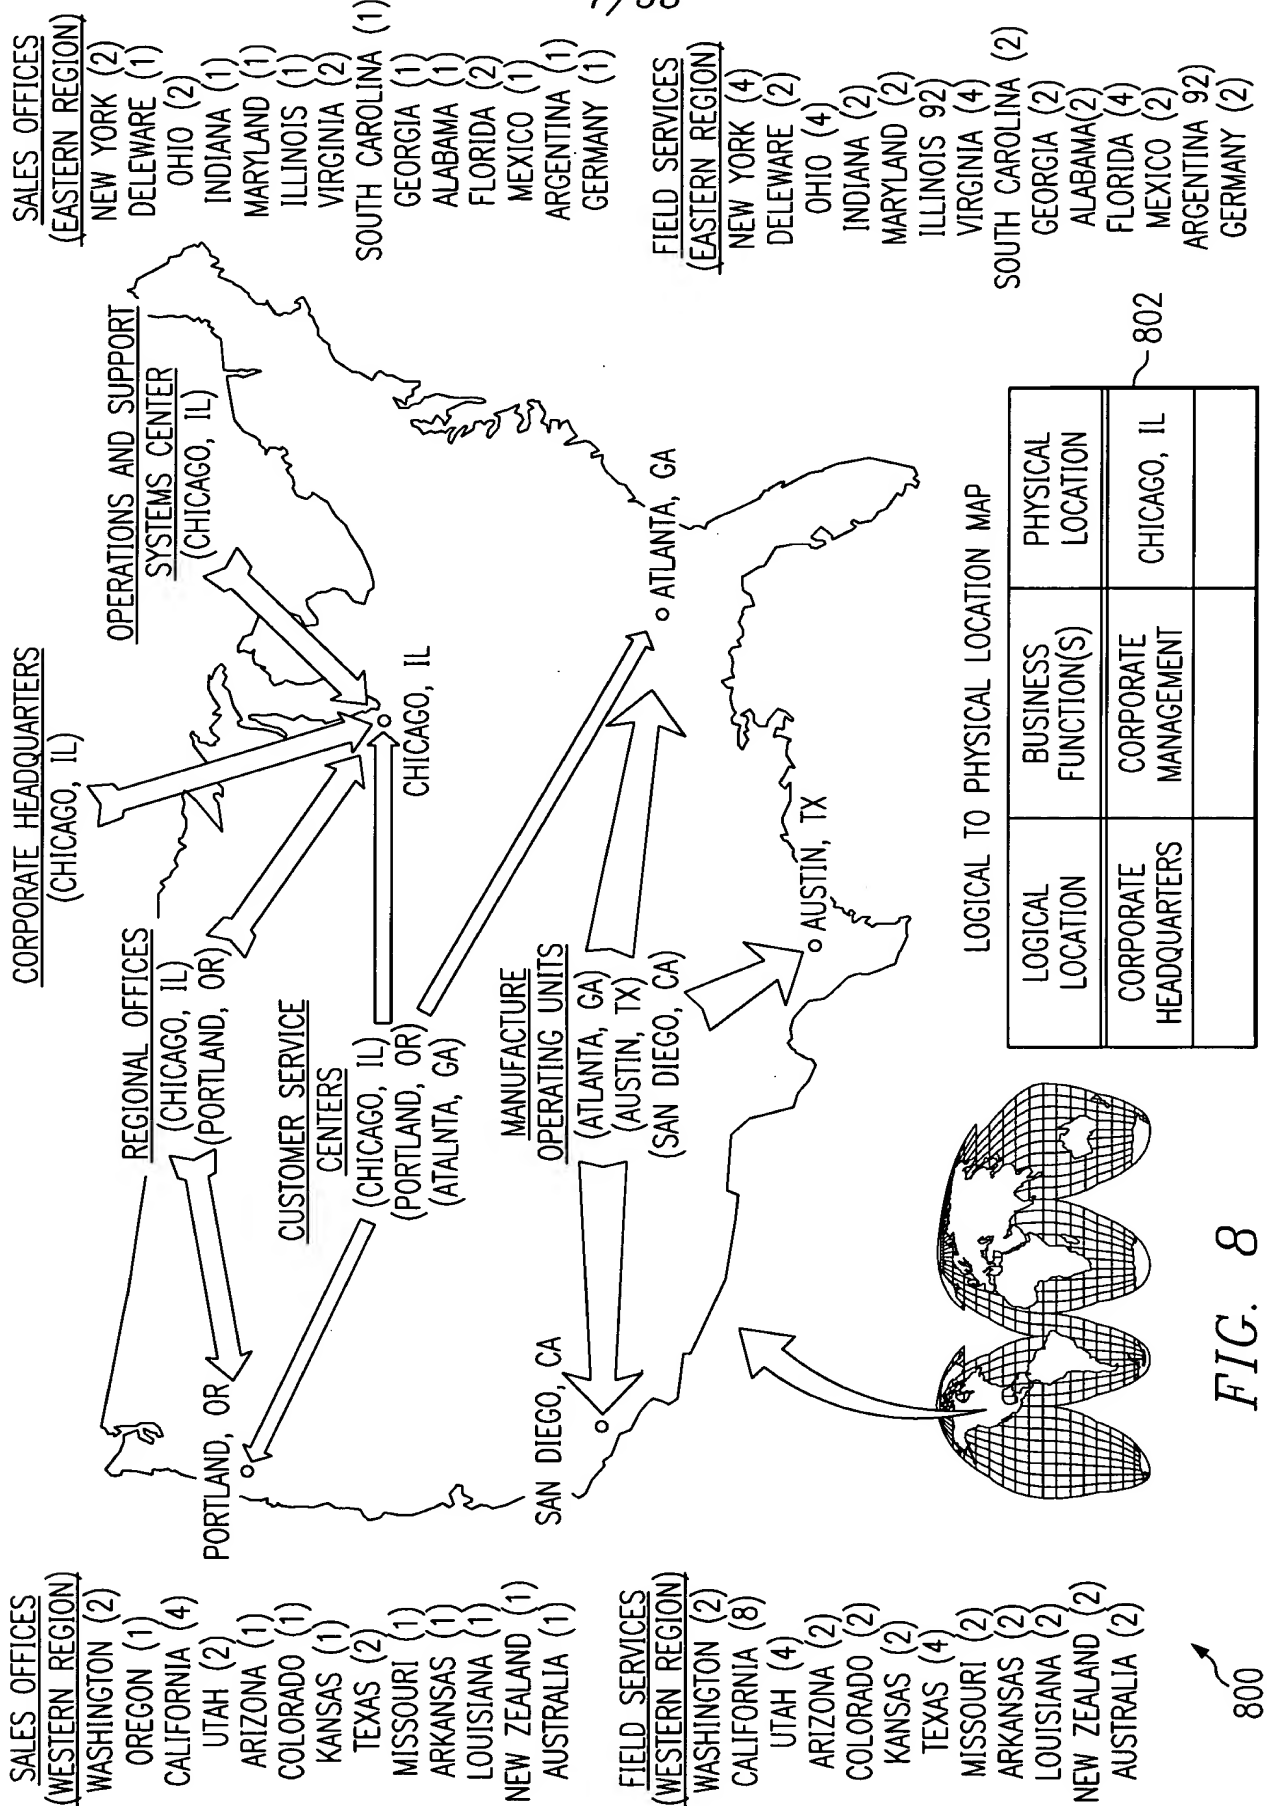 SALES OFFICES
(WESTERN REGION)
WASHINGTON (2)
OREGON (1)
CALIFORNIA (4)
UTAH (2)
ARIZONA (1)
COLORADO (1)
KANSAS (1)
TEXAS (2)
MISSOURI (1)
ARKANSAS (1)
LOUISIANA (1)
NEW ZEALAND (1)
AUSTRALIA (1)
FIELD SERVICES
(WESTERN REGION)
WASHINGTON (2)
CALIFORNIA (8)
UTAH (4)
ARIZONA (2)
COLORADO (2)
KANSAS (2)
TEXAS (4)
MISSOURI (2)
ARKANSAS (2)
LOUISIANA (2)
NEW ZEALAND (2)
AUSTRALIA (2)
800
CORPORATE HEADQUARTERS
(CHICAGO, IL)
REGIONAL OFFICES
(CHICAGO, IL)
(PORTLAND, OR)
OPERATIONS AND SUPPORT
SYSTEMS CENTER
(CHICAGO, IL)
PORTLAND, OR
CUSTOMER SERVICE
CENTERS
(CHICAGO, IL)
(PORTLAND, OR)
(ATALNTA, GA)
CHICAGO, IL
SAN DIEGO, CA
MANUFACTURE
OPERATING UNITS
(ATLANTA, GA)
(AUSTIN, TX)
(SAN DIEGO, CA)
ATLANTA, GA
AUSTIN, TX
SALES OFFICES
(EASTERN REGION)
NEW YORK (2)
DELEWARE (1)
OHIO (2)
INDIANA (1)
MARYLAND (1)
ILLINOIS (1)
VIRGINIA (2)
SOUTH CAROLINA (1)
GEORGIA (1)
ALABAMA (1)
FLORIDA (2)
MEXICO (1)
ARGENTINA (1)
GERMANY (1)
FIELD SERVICES
(EASTERN REGION)
NEW YORK (4)
DELEWARE (2)
OHIO (4)
INDIANA (2)
MARYLAND (2)
ILLINOIS 92)
VIRGINIA (4)
SOUTH CAROLINA (2)
GEORGIA (2)
ALABAMA(2)
FLORIDA (4)
MEXICO (2)
ARGENTINA 92)
GERMANY (2)
LOGICAL TO PHYSICAL LOCATION MAP
LOGICAL LOCATION BUSINESS FUNCTION(S) PHYSICAL LOCATION
CORPORATE HEADQUARTERS CORPORATE MANAGEMENT CHICAGO, IL
802
FIG. 8